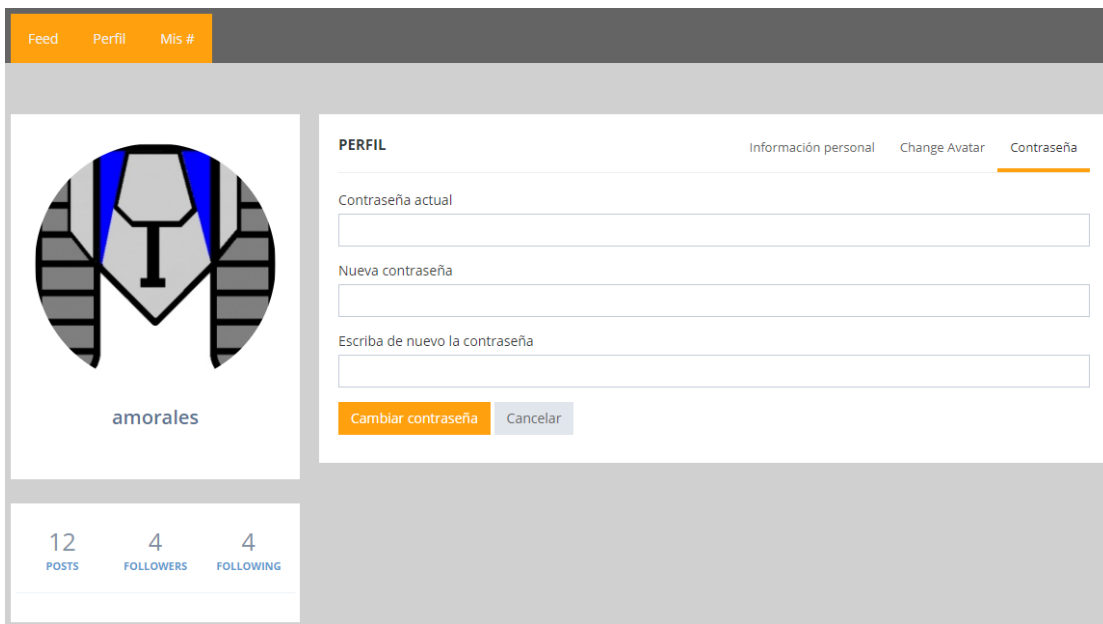 Feed Perfil Mis #
PERFIL
Información personal Change Avatar Contraseña
Contraseña actual
Nueva contraseña
Escriba de nuevo la contraseña
Cambiar contraseña Cancelar
I
amorales
12 4 4
POSTS FOLLOWERS FOLLOWING